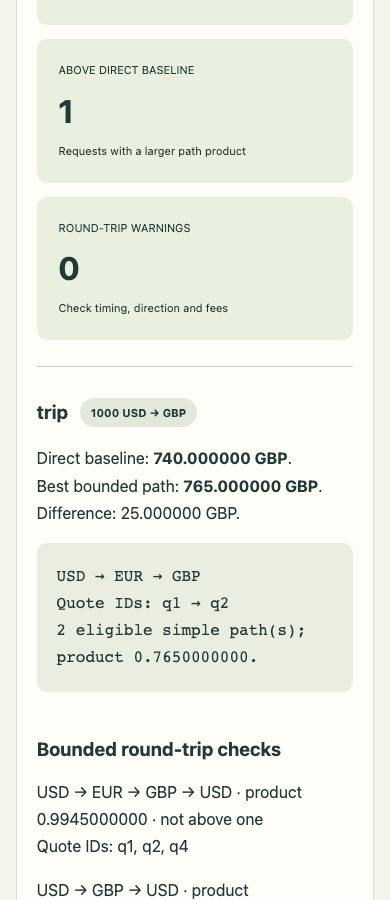 ABOVE DIRECT BASELINE
1
Requests with a larger path product
ROUND-TRIP WARNINGS
0
Check timing, direction and fees
trip 1000 USD → GBP
Direct baseline: 740.000000 GBP.
Best bounded path: 765.000000 GBP.
Difference: 25.000000 GBP.
USD → EUR → GBP
Quote IDs: q1 → q2
2 eligible simple path(s);
product 0.7650000000.
Bounded round-trip checks
USD → EUR → GBP → USD · product
0.9945000000 · not above one
Quote IDs: q1, q2, q4
USD → GBP → USD · product